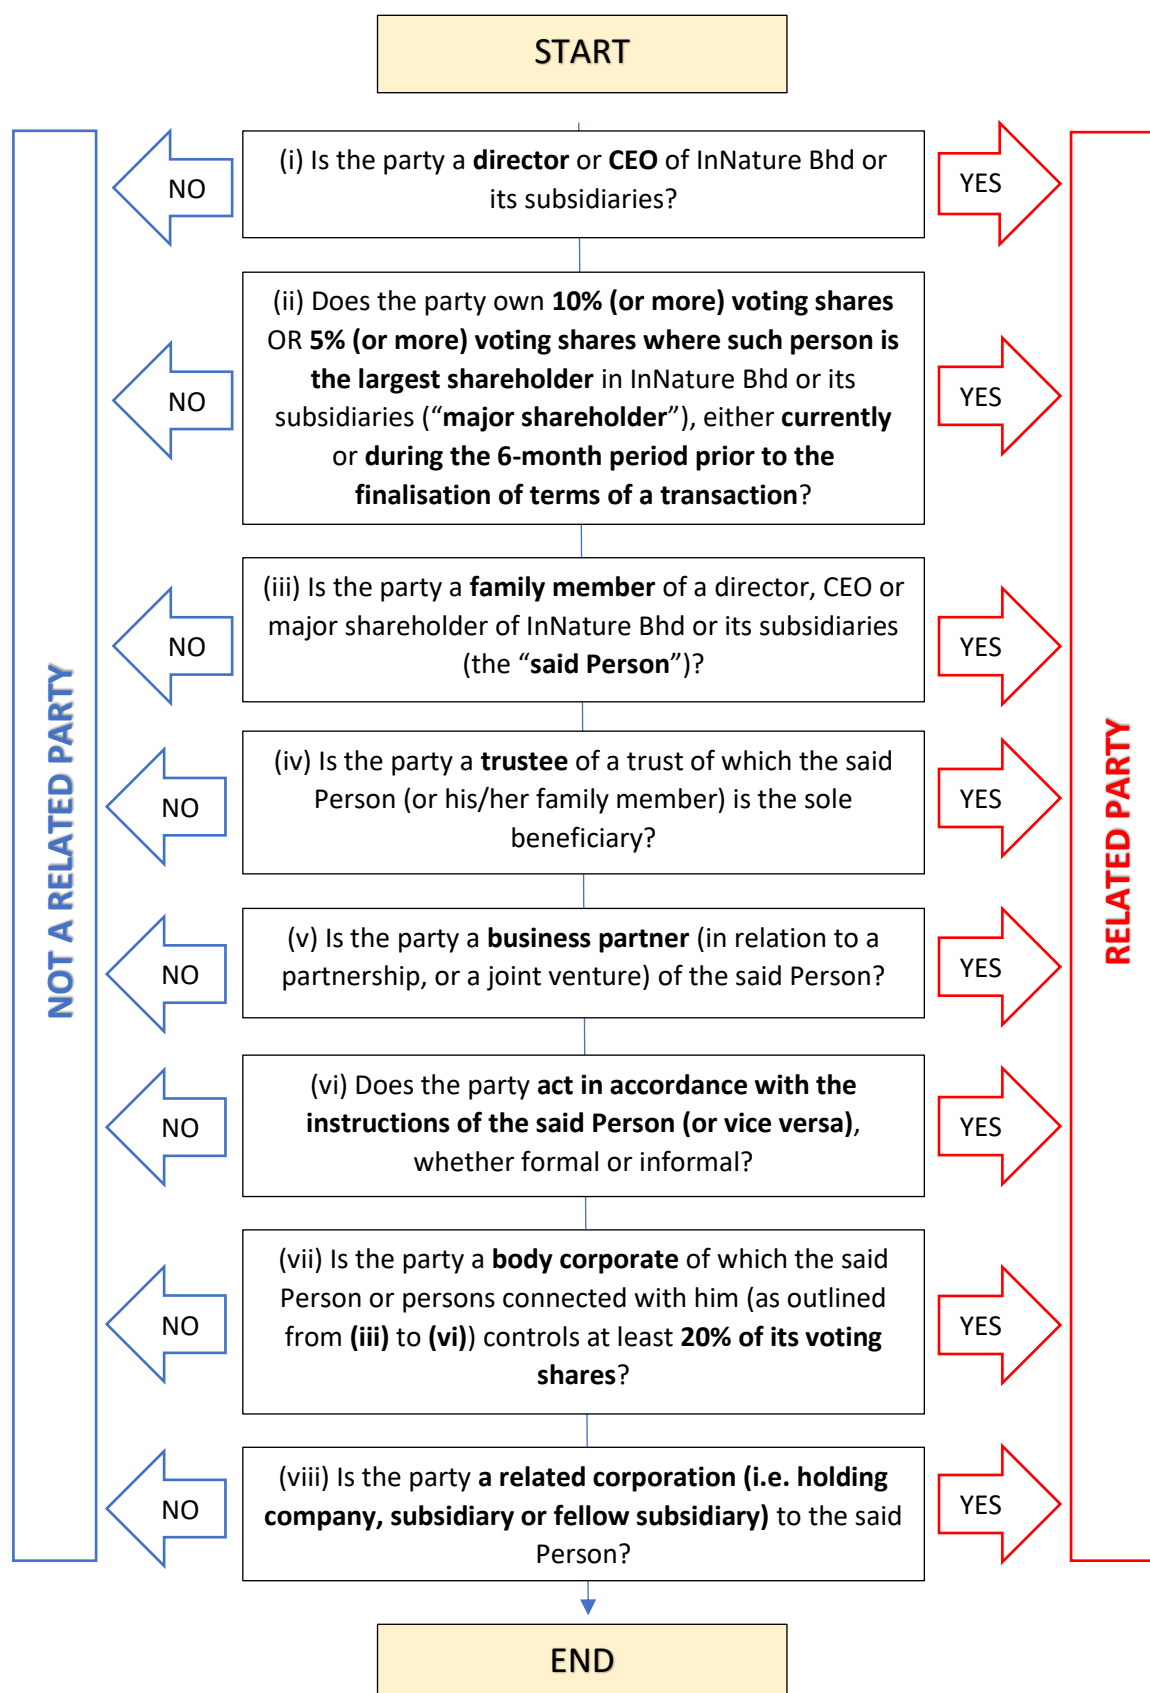 START
NOT A RELATED PARTY
RELATED PARTY
(i) Is the party a director or CEO of InNature Bhd or
its subsidiaries?
NO
YES
(ii) Does the party own 10% (or more) voting shares
OR 5% (or more) voting shares where such person is
the largest shareholder in InNature Bhd or its
subsidiaries (“major shareholder”), either currently
or during the 6-month period prior to the
finalisation of terms of a transaction?
NO
YES
(iii) Is the party a family member of a director, CEO or
major shareholder of InNature Bhd or its subsidiaries
(the “said Person”)?
NO
YES
(iv) Is the party a trustee of a trust of which the said
Person (or his/her family member) is the sole
beneficiary?
NO
YES
(v) Is the party a business partner (in relation to a
partnership, or a joint venture) of the said Person?
NO
YES
(vi) Does the party act in accordance with the
instructions of the said Person (or vice versa),
whether formal or informal?
NO
YES
(vii) Is the party a body corporate of which the said
Person or persons connected with him (as outlined
from (iii) to (vi)) controls at least 20% of its voting
shares?
NO
YES
(viii) Is the party a related corporation (i.e. holding
company, subsidiary or fellow subsidiary) to the said
Person?
NO
YES
END